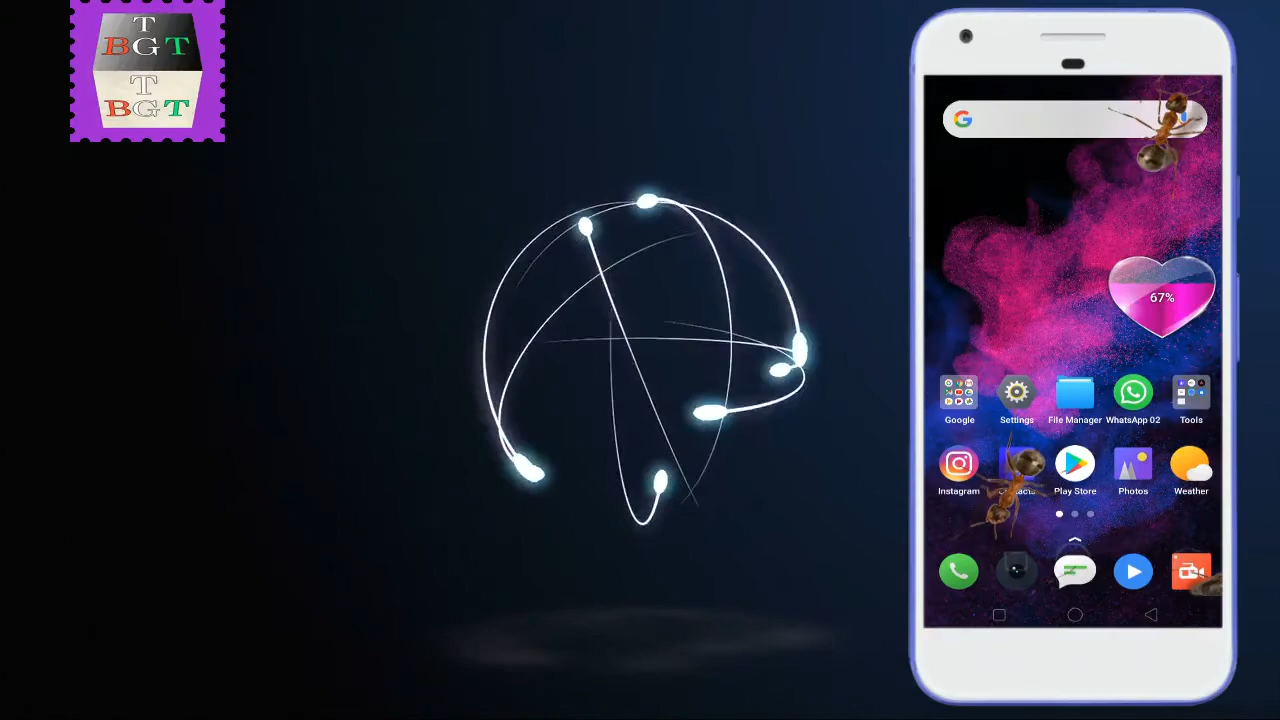 T
BGT
T
BGT
67%
Google
Settings
File Manager
WhatsApp 02
Tools
Instagram
Play Store
Photos
Weather